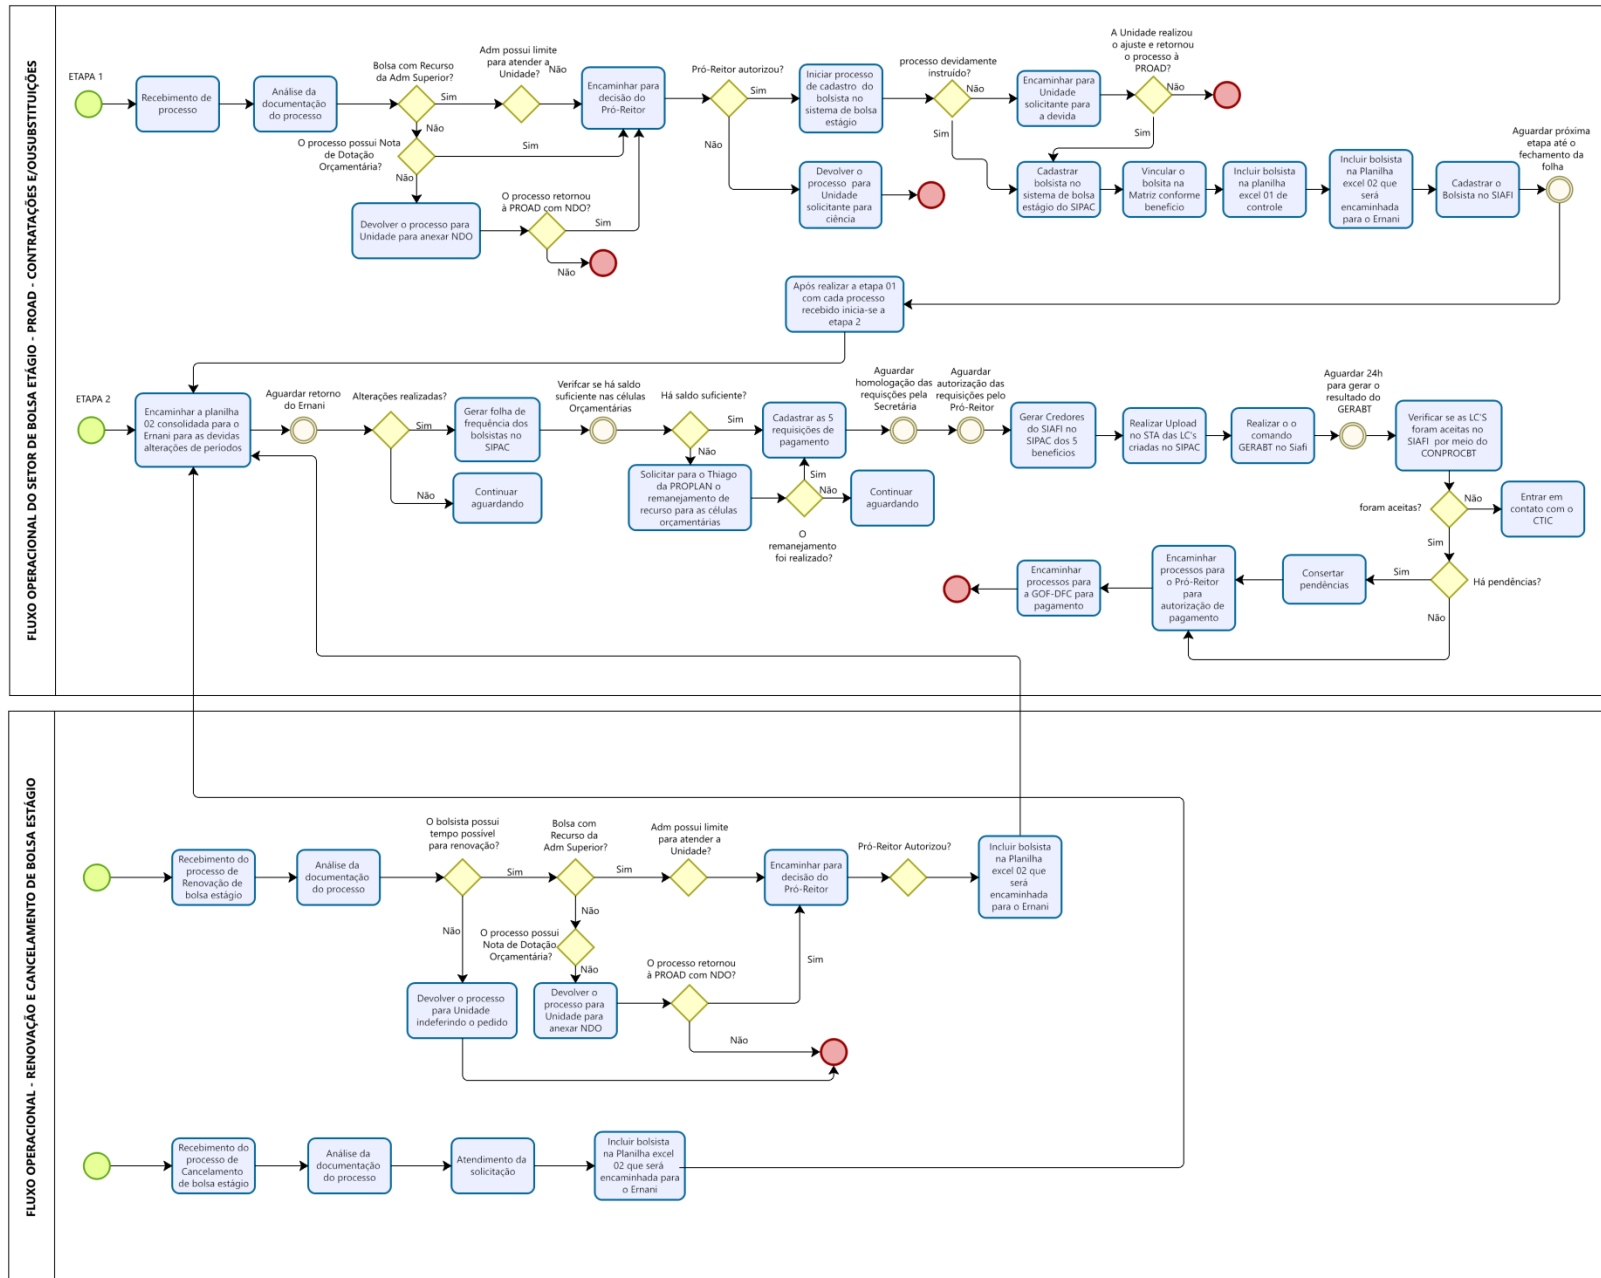 FLUXO OPERACIONAL DO SETOR DE BOLSA ETÁGIO - PROAD - CONTRATAÇÕES E/OUSUBSTITUIÇÕES
ETAPA 1
Recebimento de
processo
Análise da
documentação
do processo
Bolsa com Recurso
da Adm Superior?
Sim
Não
Adm possui limite
para atender a
Unidade?
Não
O processo possui Nota
de Dotação
Orçamentária?
Sim
Não
Devolver o processo para
Unidade para anexar NDO
O processo retornou
à PROAD com NDO?
Sim
Não
Encaminhar para
decisão do
Pró-Reitor
Pró-Reitor autorizou?
Sim
Não
Iniciar processo
de cadastro do
bolsista no
sistema de bolsa
estágio
Devolver o
processo para
Unidade
solicitante para
ciência
processo devidamente
instruído?
Não
Sim
Encaminhar para
Unidade
solicitante para
a devida
A Unidade realizou
o ajuste e retornou
o processo à
PROAD?
Não
Sim
Cadastrar
bolsista no
sistema de bolsa
estágio do SIPAC
Vincular o
bolsita na
Matriz conforme
benefício
Incluir bolsista
na planilha
excel 01 de
controle
Incluir bolsista
na Planilha
excel 02 que
será
encaminhada
para o Ernani
Cadastrar o
Bolsista no SIAFI
Aguardar próxima
etapa até o
fechamento da
folha
Após realizar a etapa 01
com cada processo
recebido inicia-se a
etapa 2
ETAPA 2
Encaminhar a planilha
02 consolidada para o
Ernani para as devidas
alterações de períodos
Aguardar retorno
do Ernani
Alterações realizadas?
Sim
Não
Gerar folha de
frequência dos
bolsistas no
SIPAC
Continuar
aguardando
Verifcar se há saldo
suficiente nas células
Orçamentárias
Há saldo suficiente?
Sim
Não
Solicitar para o Thiago
da PROPLAN o
remanejamento de
recurso para as células
orçamentárias
Cadastrar as 5
requisições de
pagamento
Sim
Não
O
remanejamento
foi realizado?
Continuar
aguardando
Aguardar
homologação das
requisições pela
Secretária
Aguardar
autorização das
requisições pelo
Pró-Reitor
Gerar Credores
do SIAFI no
SIPAC dos 5
benefícios
Realizar Upload
no STA das LC's
criadas no SIPAC
Realizar o o
comando
GERABT no Siafi
Aguardar 24h
para gerar o
resultado do
GERABT
Verificar se as LC'S
foram aceitas no
SIAFI por meio do
CONPROCBT
foram aceitas?
Não
Sim
Entrar em
contato com o
CTIC
Há pendências?
Sim
Não
Consertar
pendências
Encaminhar
processos para
o Pró-Reitor
para
autorização de
pagamento
Encaminhar
processos para
a GOF-DFC para
pagamento
FLUXO OPERACIONAL - RENOVAÇÃO E CANCELAMENTO DE BOLSA ESTÁGIO
Recebimento do
processo de
Renovação de
bolsa estágio
Análise da
documentação
do processo
O bolsista possui
tempo possível
para renovação?
Sim
Não
Devolver o processo
para Unidade
indeferindo o pedido
Bolsa com
Recurso da
Adm Superior?
Sim
Não
O processo possui
Nota de Dotação
Orçamentária?
Não
Devolver o
processo para
Unidade para
anexar NDO
Adm possui limite
para atender a
Unidade?
O processo retornou
à PROAD com NDO?
Sim
Não
Encaminhar para
decisão do
Pró-Reitor
Pró-Reitor Autorizou?
Incluir bolsista
na Planilha
excel 02 que
será
encaminhada
para o Ernani
Recebimento do
processo de
Cancelamento
de bolsa estágio
Análise da
documentação
do processo
Atendimento da
solicitação
Incluir bolsista
na Planilha excel
02 que será
encaminhada para
o Ernani